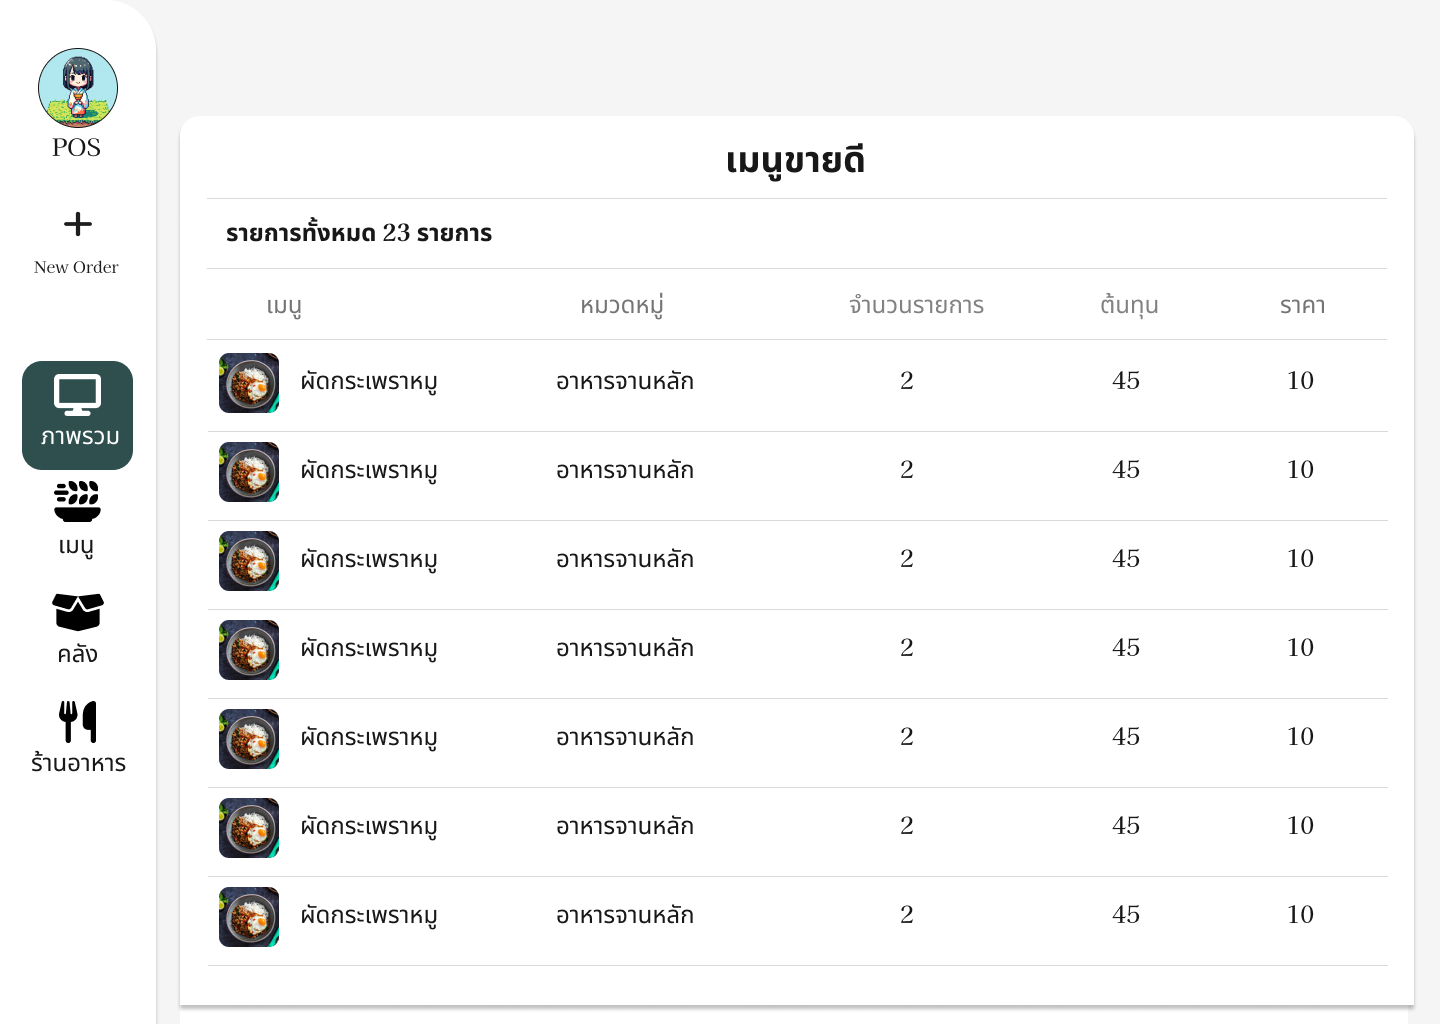 POS
New Order
ภาพรวม
เมนู
คลัง
ร้านอาหาร
เมนูขายดี
รายการทั้งหมด 23 รายการ
เมนู หมวดหมู่ จำนวนรายการ ต้นทุน ราคา
ผัดกระเพราหมู อาหารจานหลัก 2 45 10
ผัดกระเพราหมู อาหารจานหลัก 2 45 10
ผัดกระเพราหมู อาหารจานหลัก 2 45 10
ผัดกระเพราหมู อาหารจานหลัก 2 45 10
ผัดกระเพราหมู อาหารจานหลัก 2 45 10
ผัดกระเพราหมู อาหารจานหลัก 2 45 10
ผัดกระเพราหมู อาหารจานหลัก 2 45 10